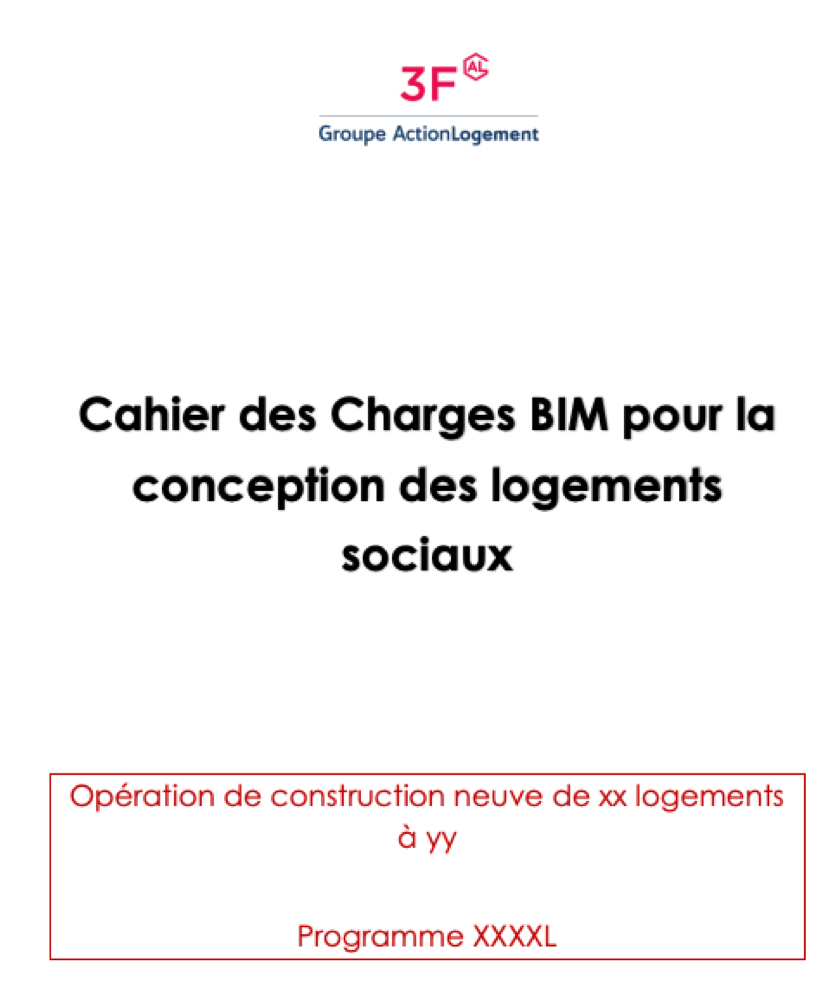 3F AL
Groupe ActionLogement
Cahier des Charges BIM pour la
conception des logements
sociaux
Opération de construction neuve de xx logements
à yy
Programme XXXXL